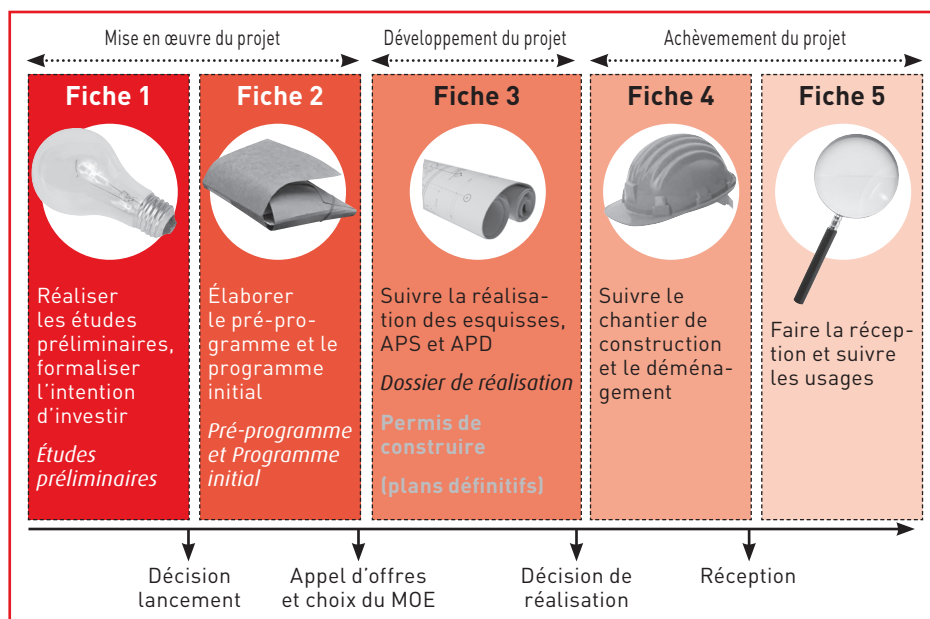 Mise en œuvre du projet
Développement du projet
Achèvemement du projet
Fiche 1
Réaliser
les études
préliminaires,
formaliser
l’intention
d’investir
Études
préliminaires
Fiche 2
Élaborer
le pré-pro-
gramme et le
programme
initial
Pré-programme
et Programme
initial
Fiche 3
Suivre la réalisa-
tion des esquisses,
APS et APD
Dossier de réalisation
Permis de
construire
(plans définitifs)
Fiche 4
Suivre le
chantier de
construction
et le déména-
gement
Fiche 5
Faire la récep-
tion et suivre
les usages
Décision
lancement
Appel d’offres
et choix du MOE
Décision de
réalisation
Réception